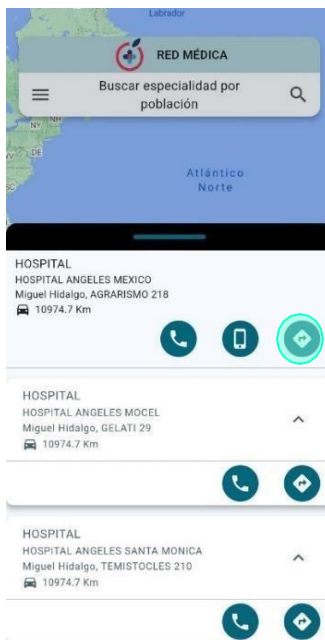 Labrador
RED MÉDICA
Buscar especialidad por
población
NY
NH
DE
Atlántico
Norte
HOSPITAL
HOSPITAL ANGELES MEXICO
Miguel Hidalgo, AGRARISMO 218
10974.7 Km
HOSPITAL
HOSPITAL ANGELES MOCEL
Miguel Hidalgo, GELATI 29
10974.7 Km
HOSPITAL
HOSPITAL ANGELES SANTA MONICA
Miguel Hidalgo, TEMISTOCLES 210
10974.7 Km